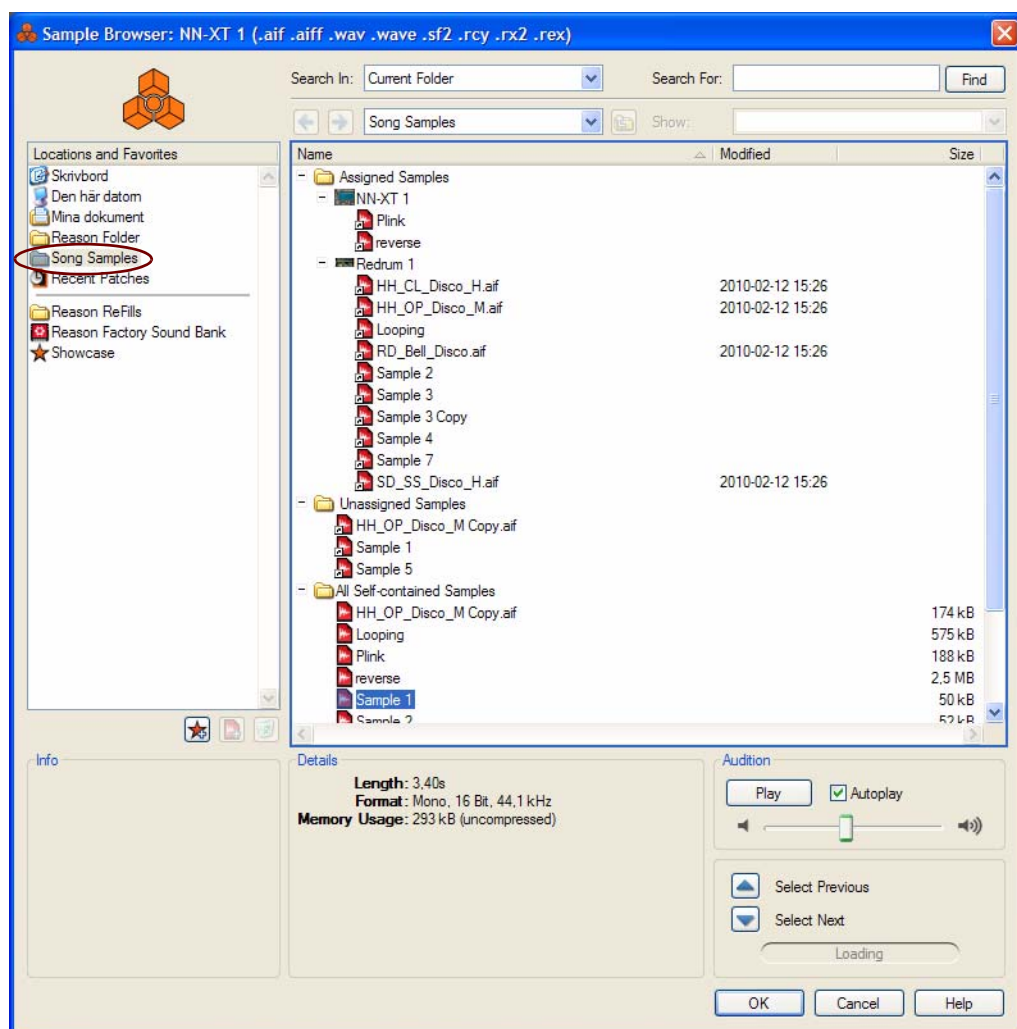 Sample Browser: NN-XT 1 (.aif .aiff .wav .wave .sf2 .rcy .rx2 .rex)
Search In: Current Folder Search For: Find
Song Samples Show:
Locations and Favorites
Skrivbord
Den här datorn
Mina dokument
Reason Folder
Song Samples
Recent Patches
Reason ReFills
Reason Factory Sound Bank
Showcase
Name Modified Size
Assigned Samples
NN-XT 1
Plink
reverse
Redrum 1
HH_CL_Disco_H.aif 2010-02-12 15:26
HH_OP_Disco_M.aif 2010-02-12 15:26
Looping
RD_Bell_Disco.aif 2010-02-12 15:26
Sample 2
Sample 3
Sample 3 Copy
Sample 4
Sample 7
SD_SS_Disco_H.aif 2010-02-12 15:26
Unassigned Samples
HH_OP_Disco_M Copy.aif
Sample 1
Sample 5
All Self-contained Samples
HH_OP_Disco_M Copy.aif 174 kB
Looping 575 kB
Plink 188 kB
reverse 2,5 MB
Sample 1 50 kB
Sample 2 52 kB
Info
Details
Length: 3,40s
Format: Mono, 16 Bit, 44,1 kHz
Memory Usage: 293 kB (uncompressed)
Audition
Play Autoplay
Select Previous
Select Next
Loading
OK Cancel Help